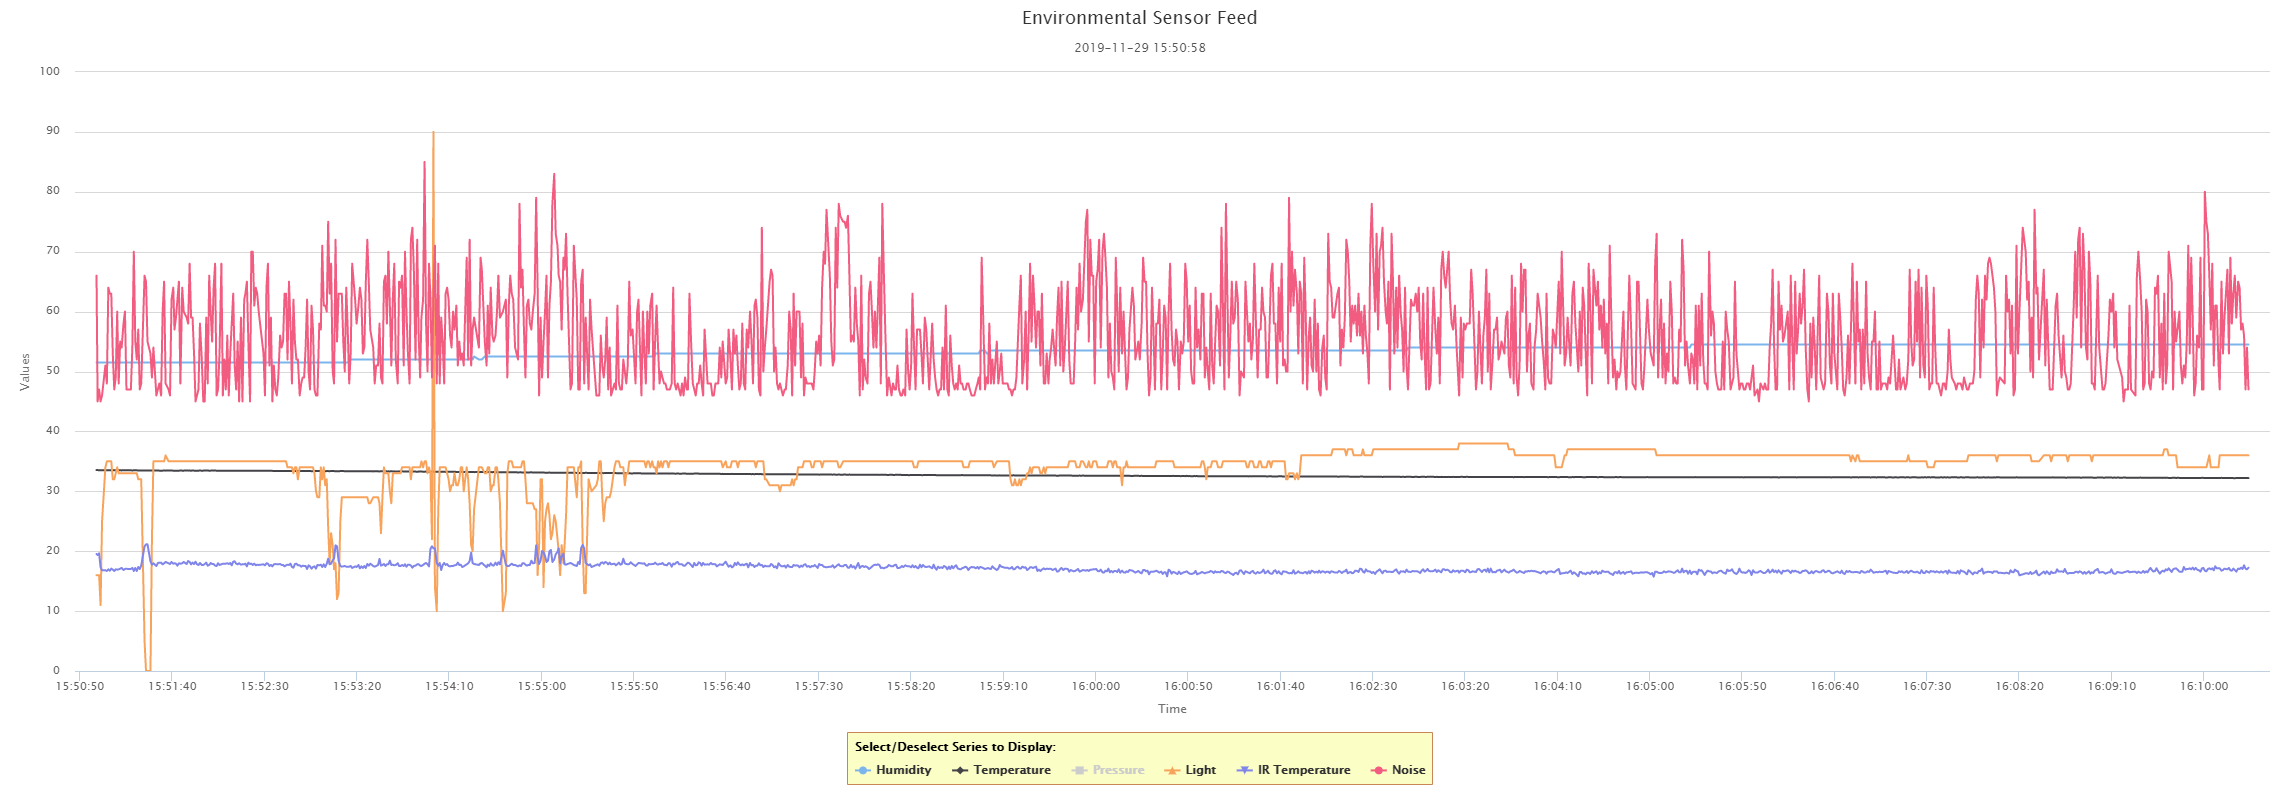 Environmental Sensor Feed
2019-11-29 15:50:58
100
90
80
70
60
50
40
30
20
10
0
Values
15:50:50 15:51:40 15:52:30 15:53:20 15:54:10 15:55:00 15:55:50 15:56:40 15:57:30 15:58:20 15:59:10 16:00:00 16:00:50 16:01:40 16:02:30 16:03:20 16:04:10 16:05:00 16:05:50 16:06:40 16:07:30 16:08:20 16:09:10 16:10:00
Time
Select/Deselect Series to Display:
Humidity Temperature Pressure Light IR Temperature Noise